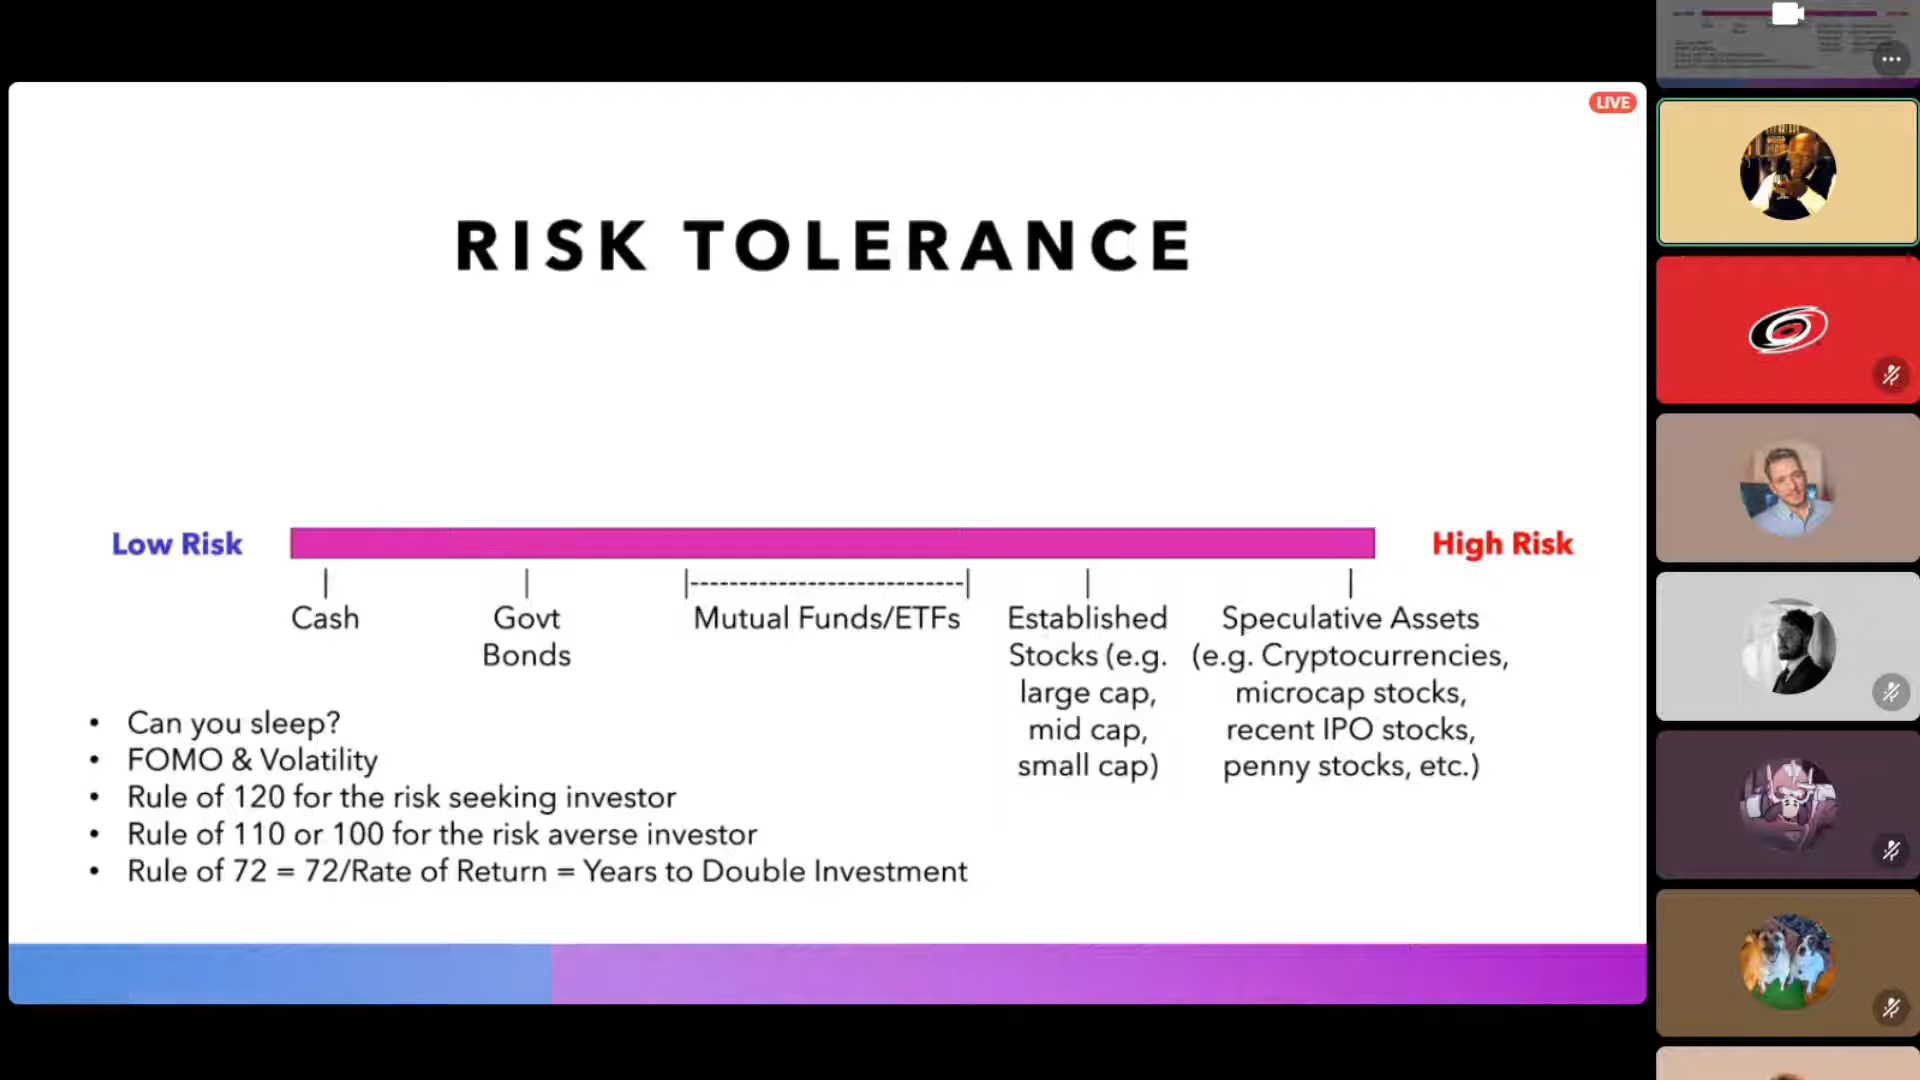 LIVE
RISK TOLERANCE
Low Risk
High Risk
Cash
Govt
Bonds
Mutual Funds/ETFs
Established
Stocks (e.g.
large cap,
mid cap,
small cap)
Speculative Assets
(e.g. Cryptocurrencies,
microcap stocks,
recent IPO stocks,
penny stocks, etc.)
• Can you sleep?
• FOMO & Volatility
• Rule of 120 for the risk seeking investor
• Rule of 110 or 100 for the risk averse investor
• Rule of 72 = 72/Rate of Return = Years to Double Investment